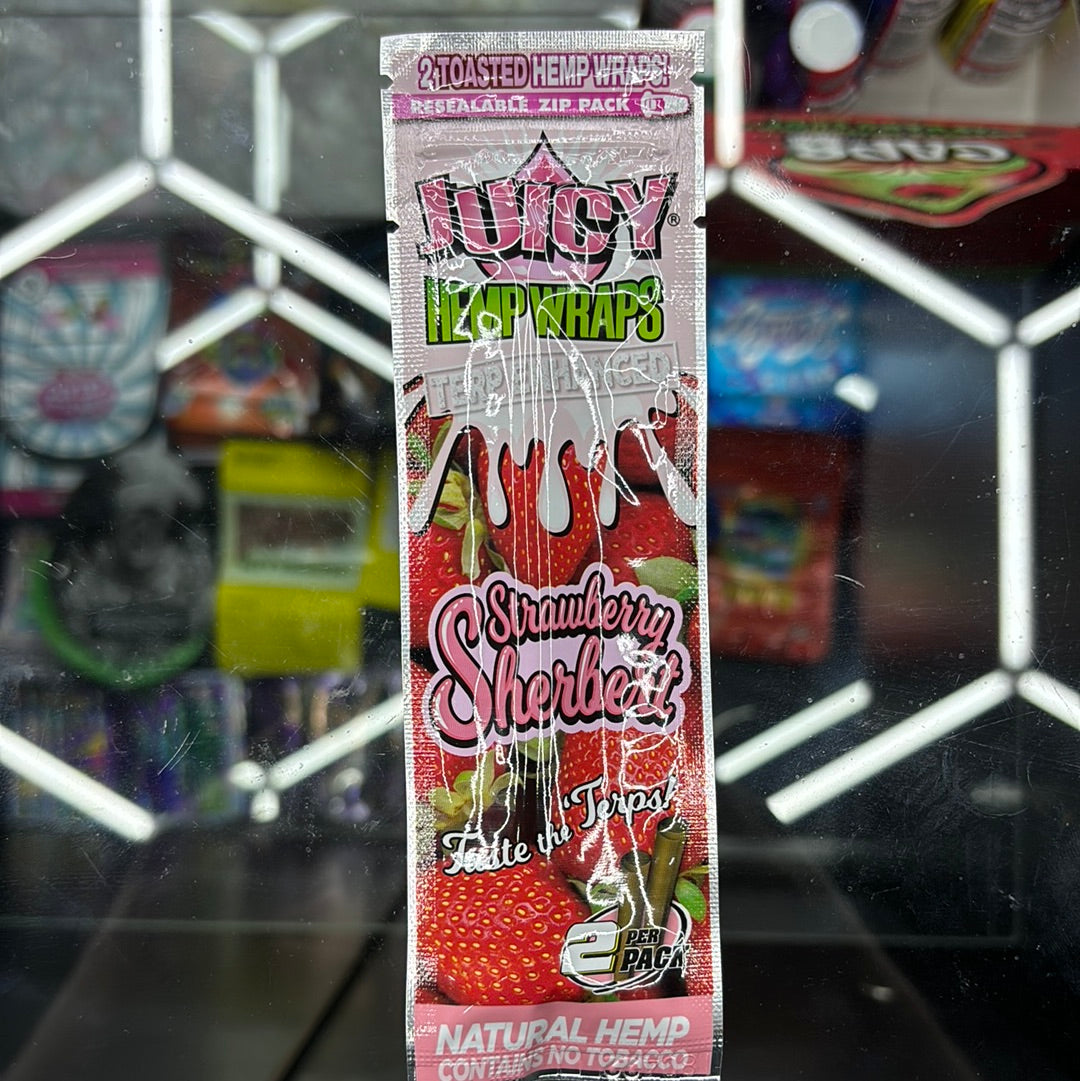 2 TOASTED HEMP WRAPS!
RESEALABLE ZIP PACK
JUICY®
HEMP WRAPS
TERP ENHANCED
Strawberry
Sherbert
Taste the 'Terps!'
2 PER
PACK
NATURAL HEMP
CONTAINS NO TOBACCO
CAPS